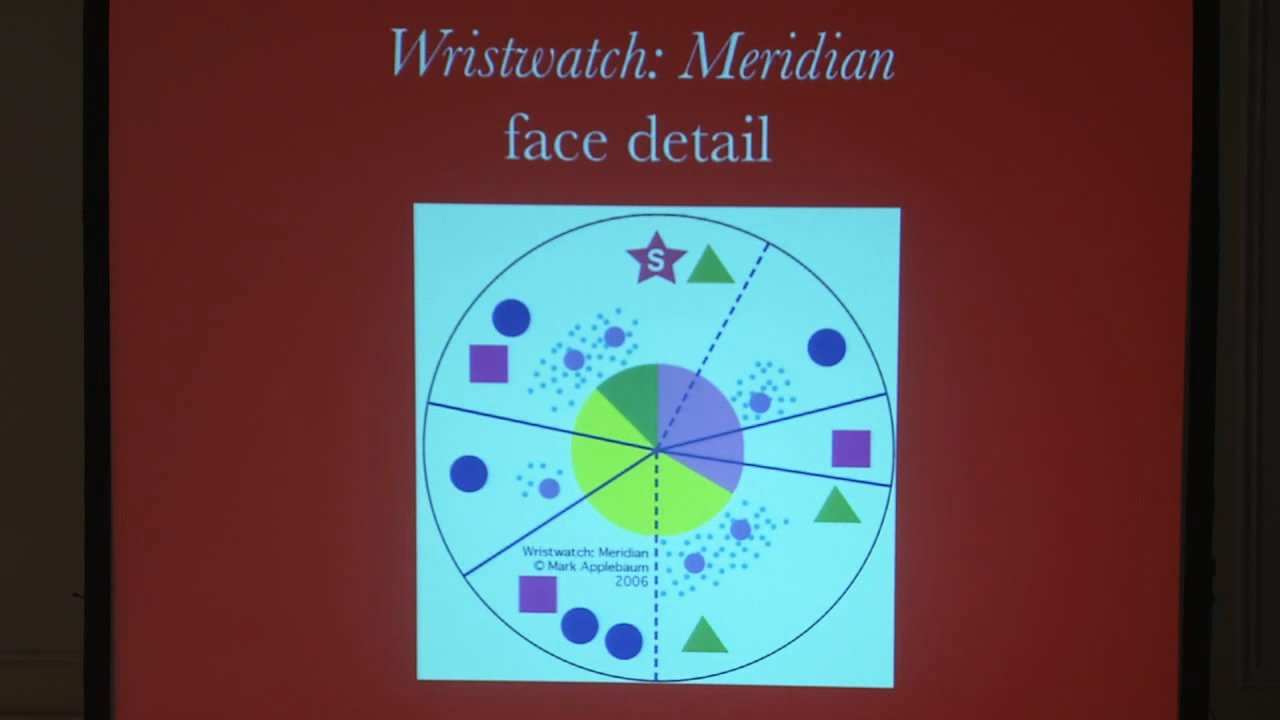 Wristwatch: Meridian
face detail
S
Wristwatch: Meridian
© Mark Applebaum
2006